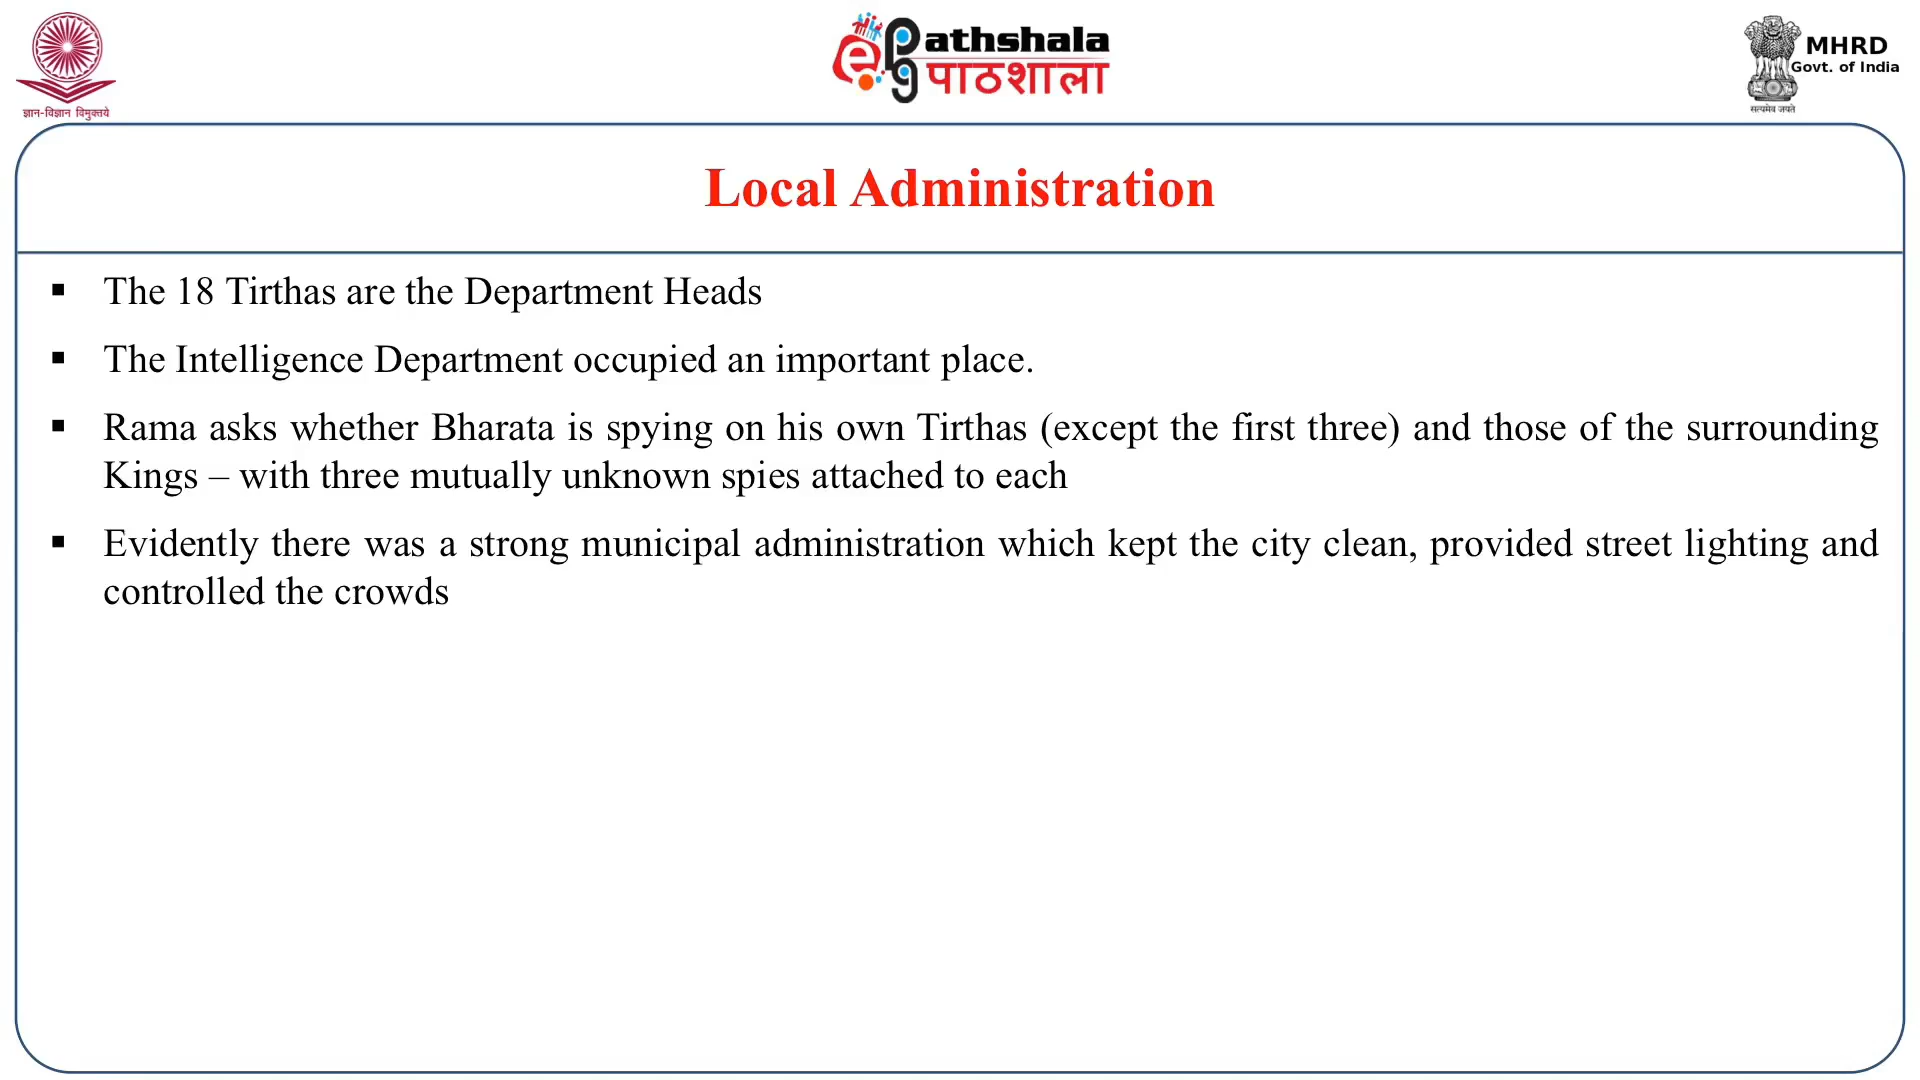 ज्ञान-विज्ञान विमुक्तये
ePathshala
पाठशाला
MHRD
Govt. of India
सत्यमेव जयते
Local Administration
▪ The 18 Tirthas are the Department Heads
▪ The Intelligence Department occupied an important place.
▪ Rama asks whether Bharata is spying on his own Tirthas (except the first three) and those of the surrounding
Kings – with three mutually unknown spies attached to each
▪ Evidently there was a strong municipal administration which kept the city clean, provided street lighting and
controlled the crowds